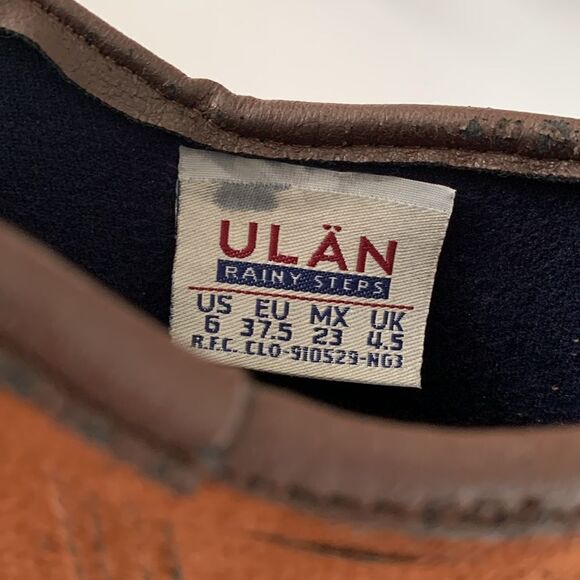 ULÄN
RAINY STEPS
US EU MX UK
6 37.5 23 4.5
R.F.C. CLO-910529-NG3